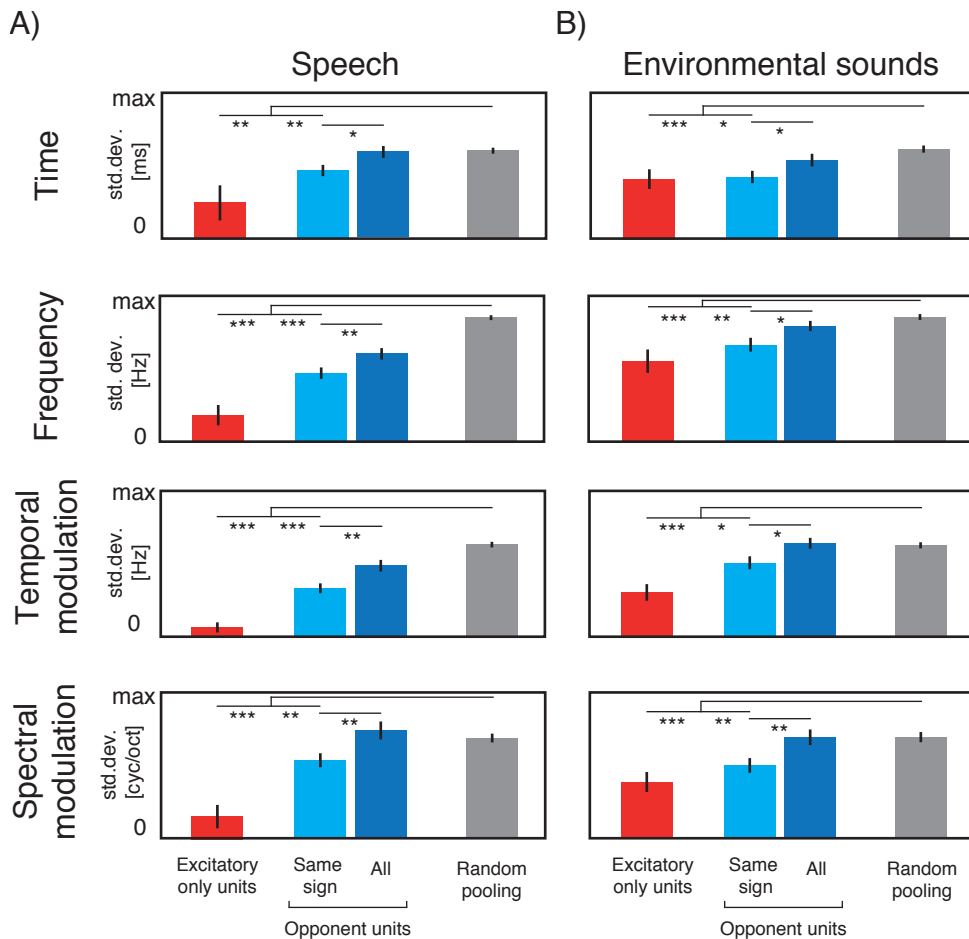 A)
B)
Speech
Environmental sounds
Time
std.dev.
[ms]
max
0
** ** *
*** * *
Frequency
std. dev.
[Hz]
max
0
*** *** **
*** ** *
Temporal
modulation
std.dev.
[Hz]
max
0
*** *** **
*** * *
Spectral
modulation
std.dev.
[cyc/oct]
max
0
*** ** **
*** ** **
Excitatory
only units
Same
sign
All
Random
pooling
Opponent units
Excitatory
only units
Same
sign
All
Random
pooling
Opponent units